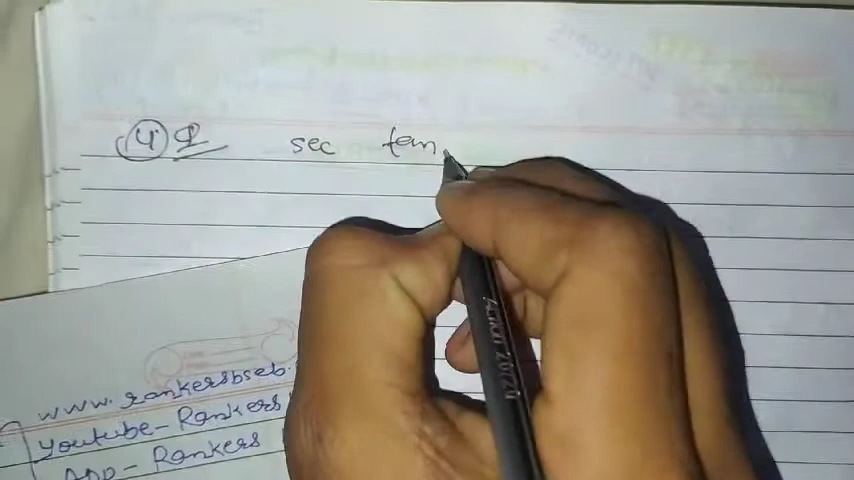 (4) Q sec tan
www.rankersbseb.
Youtube - Rankers
App - Rankers